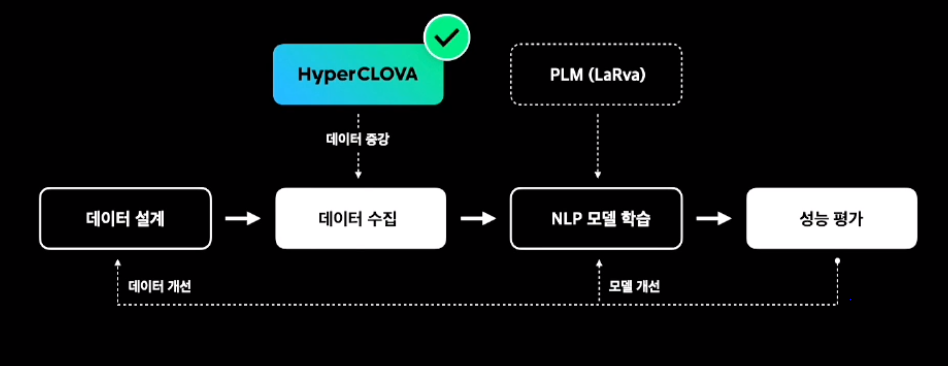 HyperCLOVA
PLM (LaRva)
데이터 증강
데이터 설계
데이터 수집
NLP 모델 학습
성능 평가
데이터 개선
모델 개선